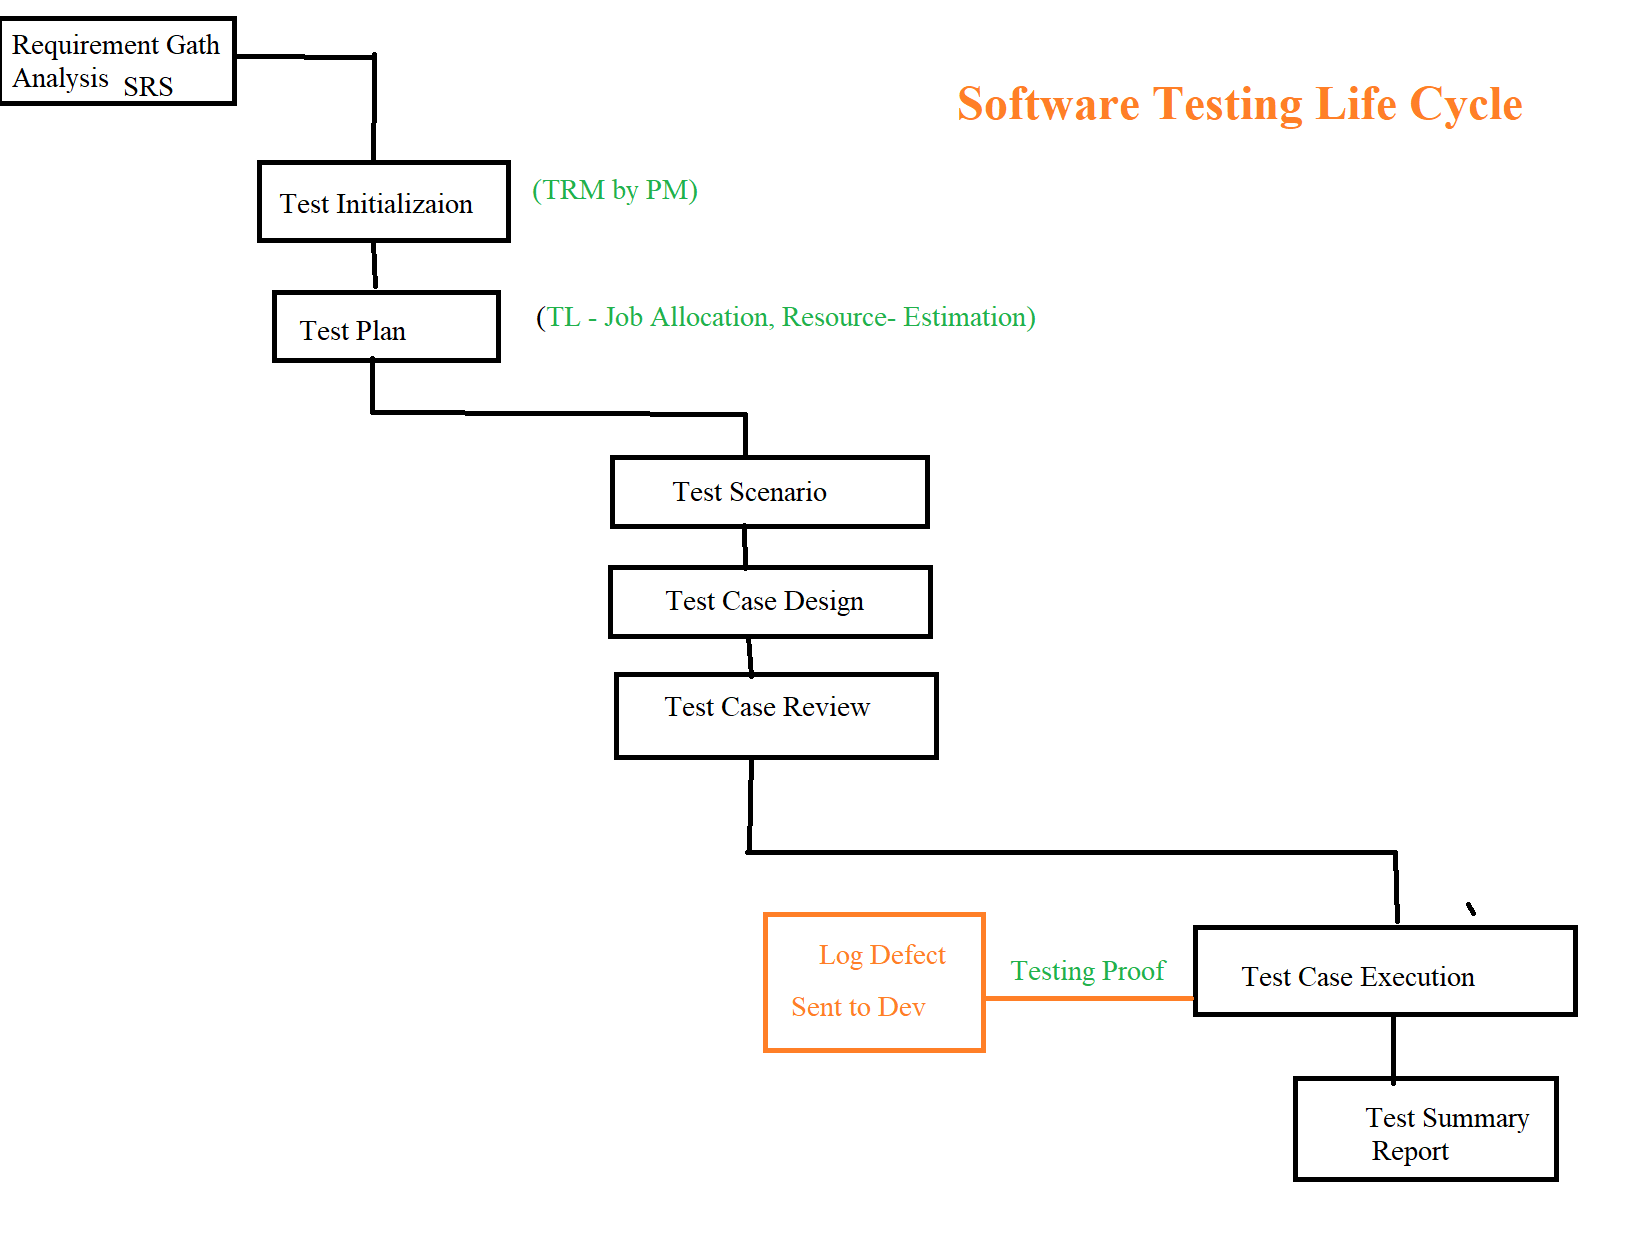 Requirement Gath
Analysis SRS
Software Testing Life Cycle
Test Initializaion
(TRM by PM)
Test Plan
(TL - Job Allocation, Resource- Estimation)
Test Scenario
Test Case Design
Test Case Review
Log Defect
Sent to Dev
Testing Proof
Test Case Execution
Test Summary
Report